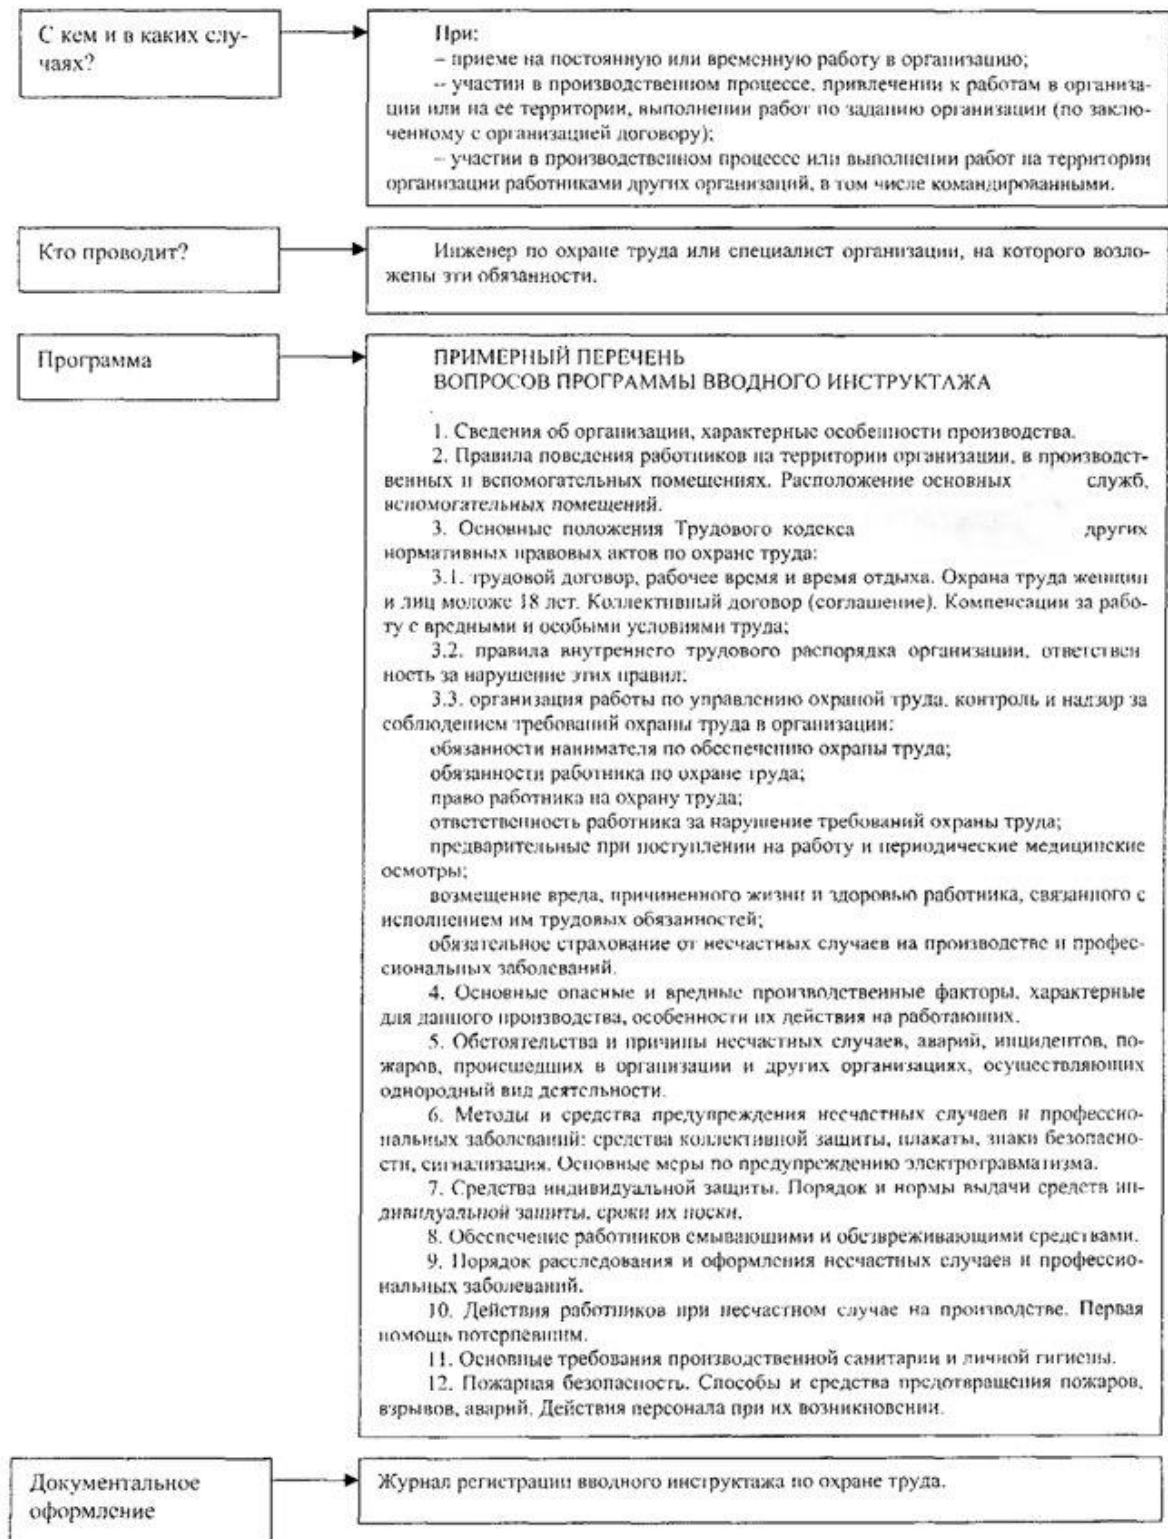 С кем и в каких слу-
чаях?
При:
– приеме на постоянную или временную работу в организацию;
– участии в производственном процессе, привлечении к работам в организа-
ции или на ее территории, выполнении работ по заданию организации (по заклю-
ченному с организацией договору);
– участии в производственном процессе или выполнении работ на территории
организации работниками других организаций, в том числе командированными.
Кто проводит?
Инженер по охране труда или специалист организации, на которого возло-
жены эти обязанности.
Программа
ПРИМЕРНЫЙ ПЕРЕЧЕНЬ
ВОПРОСОВ ПРОГРАММЫ ВВОДНОГО ИНСТРУКТАЖА
1. Сведения об организации, характерные особенности производства.
2. Правила поведения работников на территории организации, в производст-
венных и вспомогательных помещениях. Расположение основных служб,
вспомогательных помещений.
3. Основные положения Трудового кодекса других
нормативных правовых актов по охране труда:
3.1. трудовой договор, рабочее время и время отдыха. Охрана труда женщин
и лиц моложе 18 лет. Коллективный договор (соглашение). Компенсации за рабо-
ту с вредными и особыми условиями труда;
3.2. правила внутреннего трудового распорядка организации, ответствен
ность за нарушение этих правил;
3.3. организация работы по управлению охраной труда, контроль и надзор за
соблюдением требований охраны труда в организации:
обязанности нанимателя по обеспечению охраны труда;
обязанности работника по охране труда;
право работника на охрану труда;
ответственность работника за нарушение требований охраны труда;
предварительные при поступлении на работу и периодические медицинские
осмотры;
возмещение вреда, причиненного жизни и здоровью работника, связанного с
исполнением им трудовых обязанностей;
обязательное страхование от несчастных случаев на производстве и профес-
сиональных заболеваний.
4. Основные опасные и вредные производственные факторы, характерные
для данного производства, особенности их действия на работающих.
5. Обстоятельства и причины несчастных случаев, аварий, инцидентов, по-
жаров, происшедших в организации и других организациях, осуществляющих
однородный вид деятельности.
6. Методы и средства предупреждения несчастных случаев и профессио-
нальных заболеваний: средства коллективной защиты, плакаты, знаки безопасно-
сти, сигнализация. Основные меры по предупреждению электротравматизма.
7. Средства индивидуальной защиты. Порядок и нормы выдачи средств ин-
дивидуальной защиты, сроки их носки.
8. Обеспечение работников смывающими и обезвреживающими средствами.
9. Порядок расследования и оформления несчастных случаев и профессио-
нальных заболеваний.
10. Действия работников при несчастном случае на производстве. Первая
помощь потерпевшим.
11. Основные требования производственной санитарии и личной гигиены.
12. Пожарная безопасность. Способы и средства предотвращения пожаров,
взрывов, аварий. Действия персонала при их возникновении.
Документальное
оформление
Журнал регистрации вводного инструктажа по охране труда.